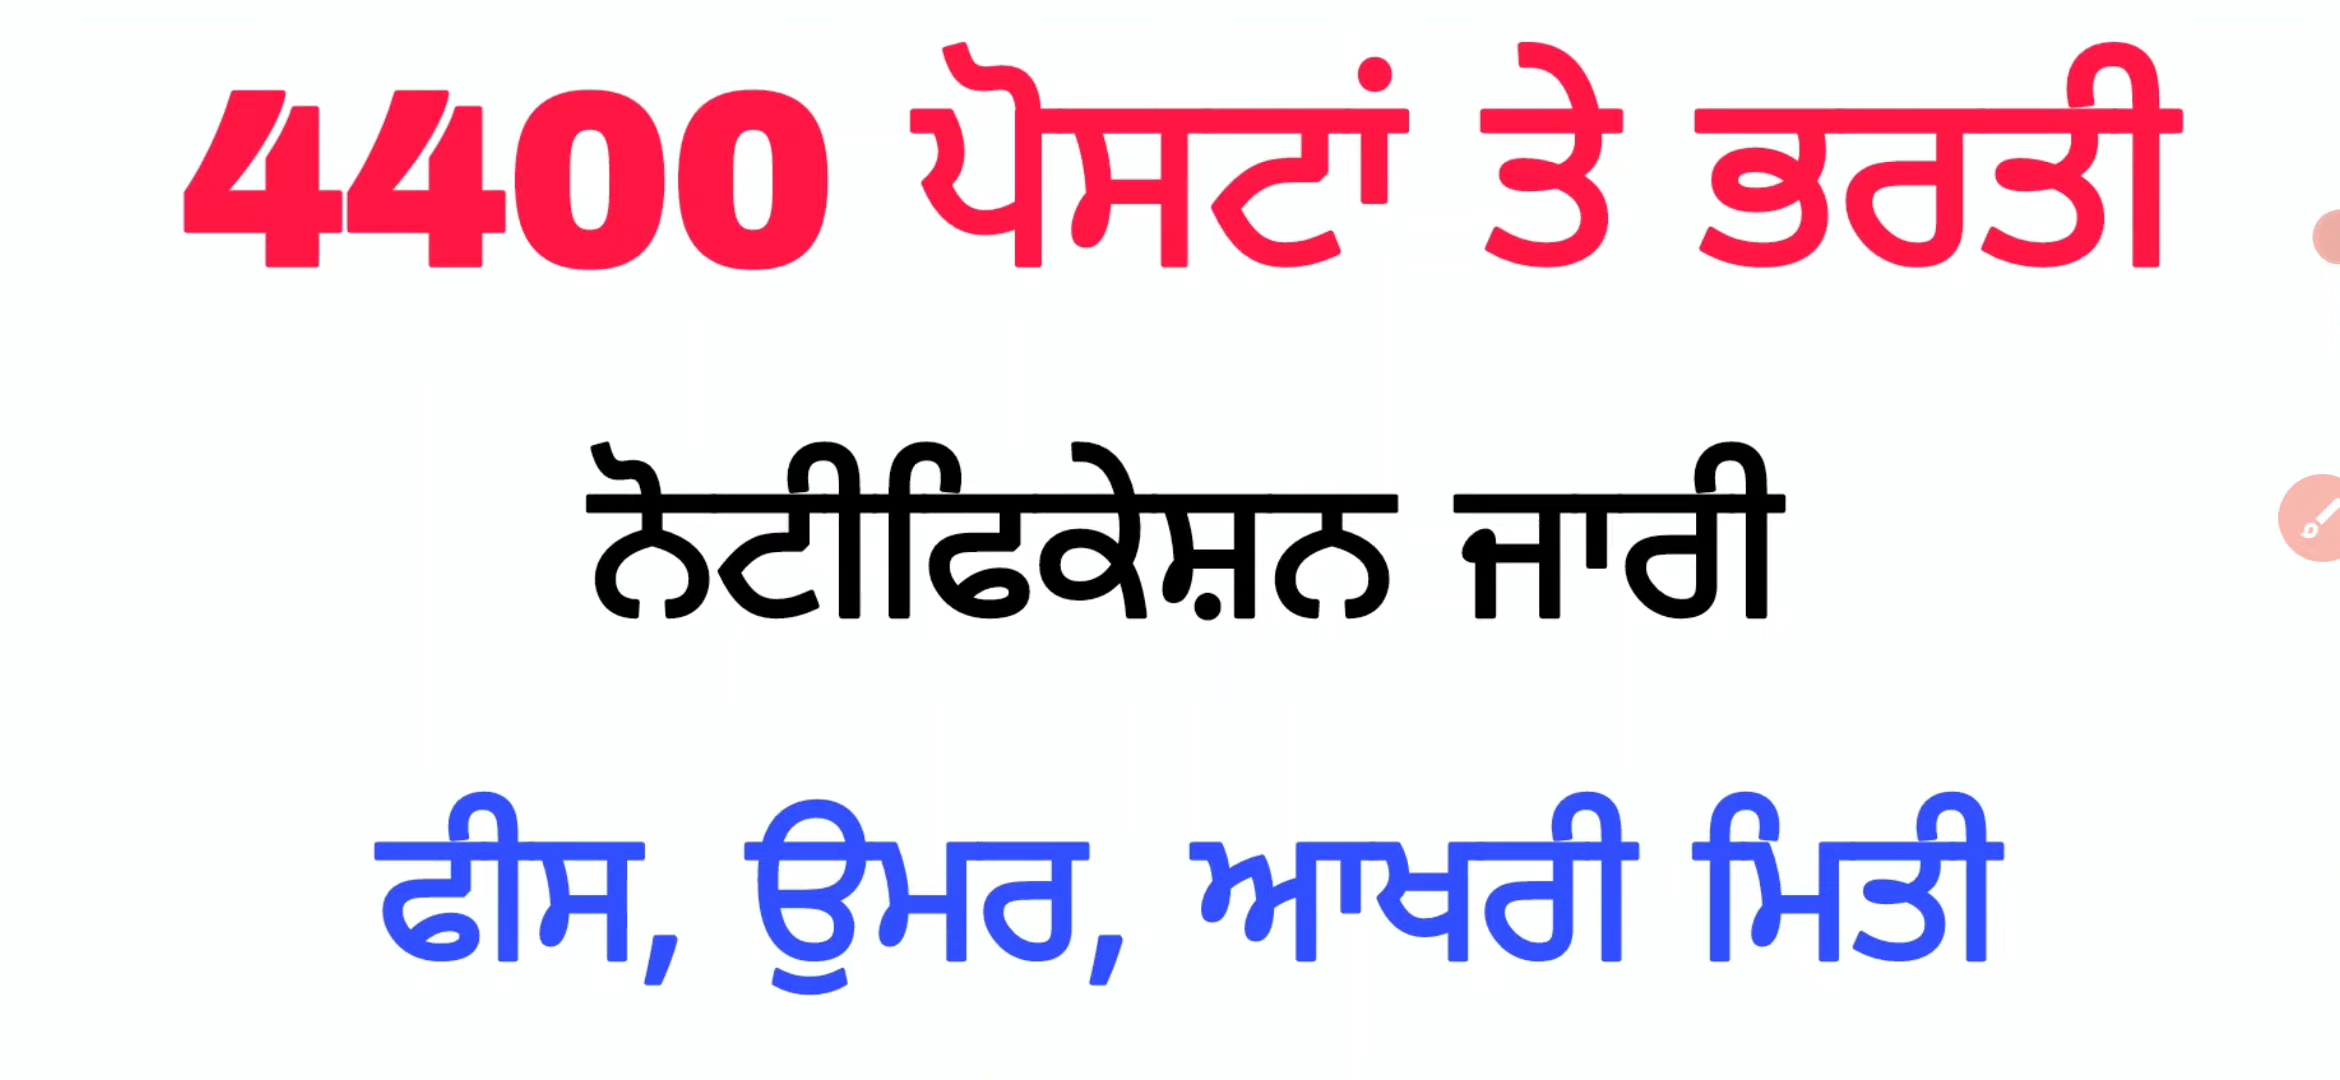 4400 ਪੋਸਟਾਂ ਤੇ ਭਰਤੀ
ਨੋਟੀਫਿਕੇਸ਼ਨ ਜਾਰੀ
ਫੀਸ, ਉਮਰ, ਆਖਰੀ ਮਿਤੀ